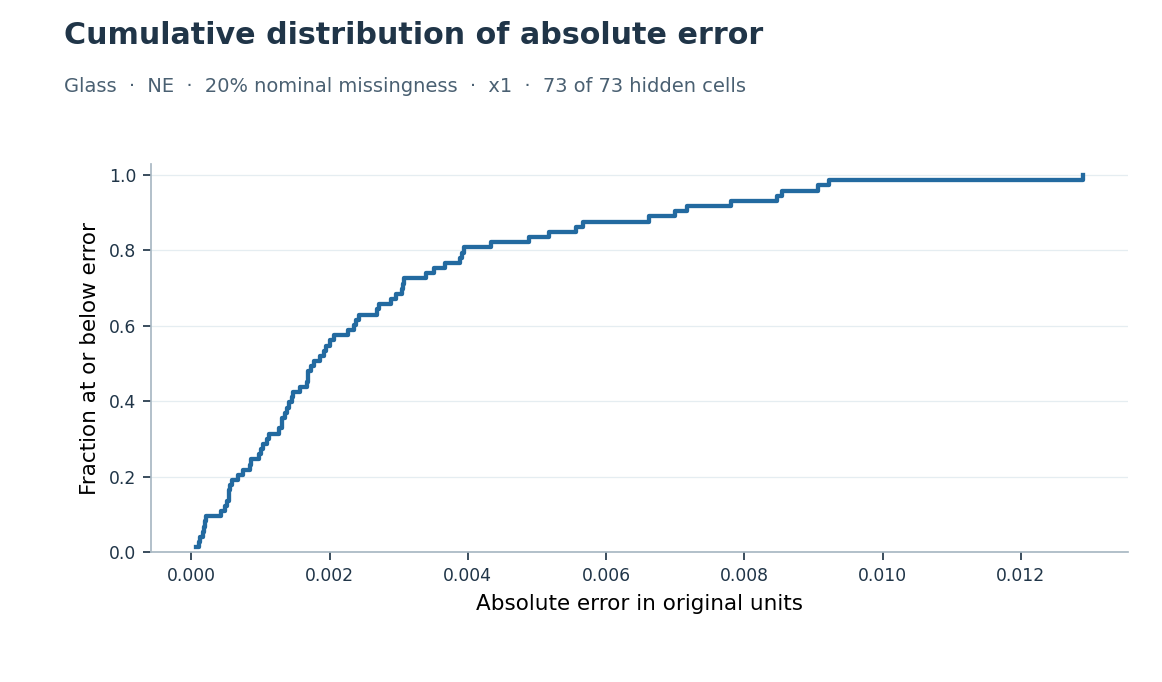 Cumulative distribution of absolute error
Glass · NE · 20% nominal missingness · x1 · 73 of 73 hidden cells
Fraction at or below error
1.0
0.8
0.6
0.4
0.2
0.0
0.000 0.002 0.004 0.006 0.008 0.010 0.012
Absolute error in original units